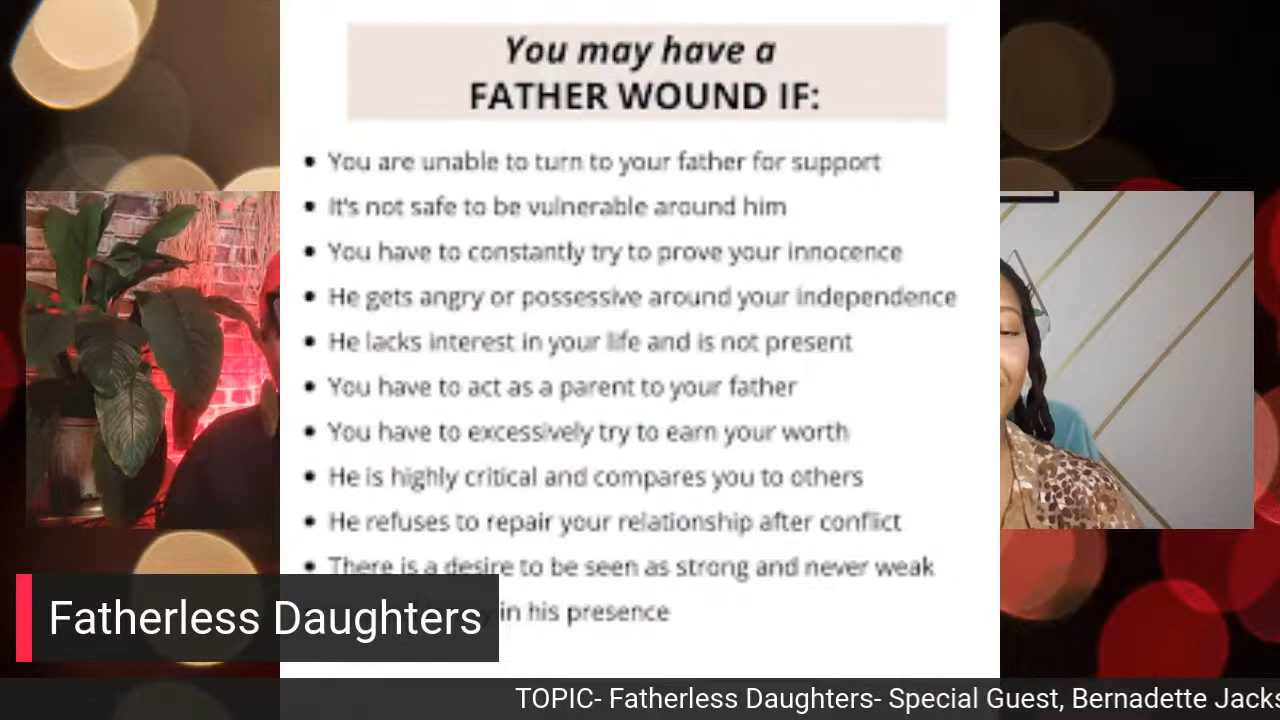 You may have a
FATHER WOUND IF:
• You are unable to turn to your father for support
• It's not safe to be vulnerable around him
• You have to constantly try to prove your innocence
• He gets angry or possessive around your independence
• He lacks interest in your life and is not present
• You have to act as a parent to your father
• You have to excessively try to earn your worth
• He is highly critical and compares you to others
• He refuses to repair your relationship after conflict
• There is a desire to be seen as strong and never weak
in his presence
Fatherless Daughters
TOPIC- Fatherless Daughters- Special Guest, Bernadette Jacks